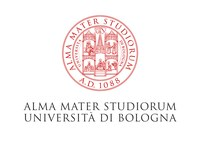 ALMA MATER STUDIORUM
A.D. 1088
ALMA MATER STUDIORUM
UNIVERSITÀ DI BOLOGNA